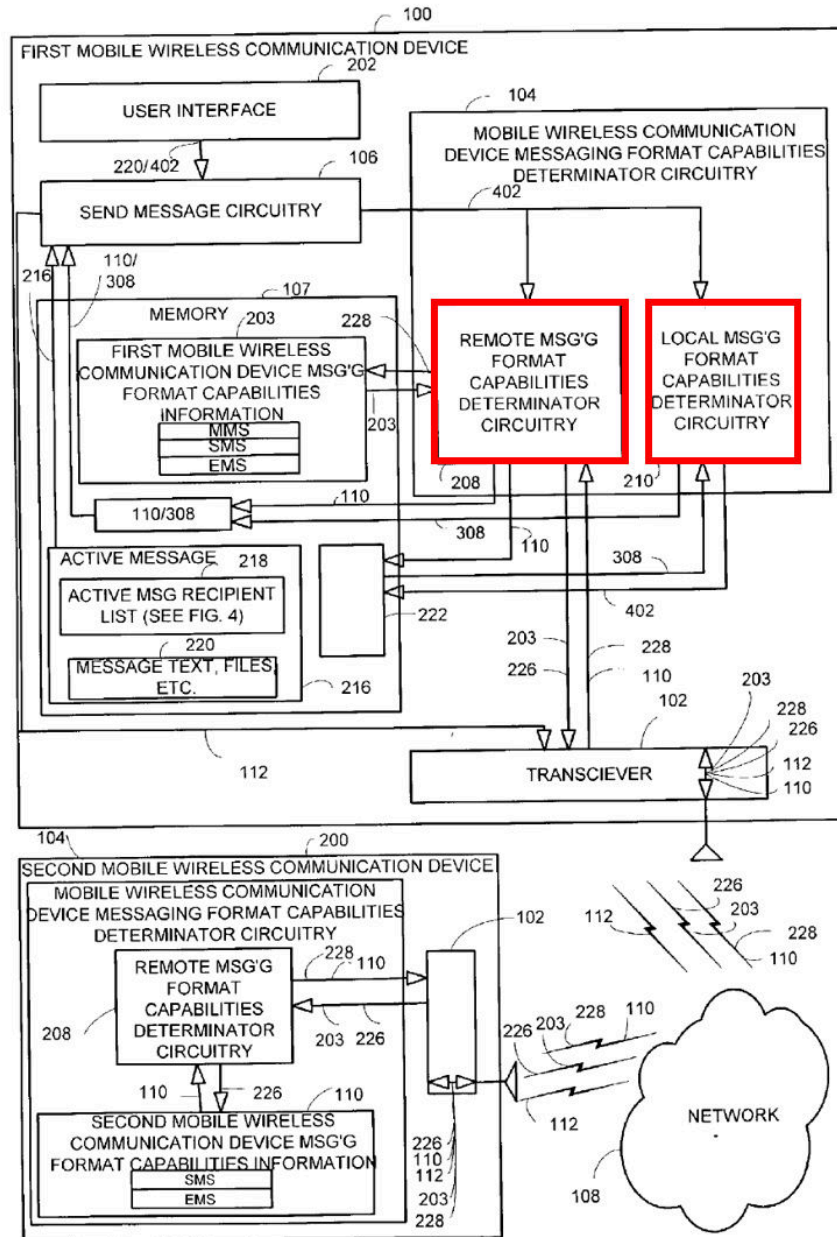 100
FIRST MOBILE WIRELESS COMMUNICATION DEVICE
202
USER INTERFACE
104
MOBILE WIRELESS COMMUNICATION
DEVICE MESSAGING FORMAT CAPABILITIES
DETERMINATOR CIRCUITRY
220/402
106
SEND MESSAGE CIRCUITRY
402
216
110/
308
107
MEMORY
203
FIRST MOBILE WIRELESS
COMMUNICATION DEVICE MSG'G
FORMAT CAPABILITIES
INFORMATION
MMS
SMS
EMS
228
203
REMOTE MSG'G
FORMAT
CAPABILITIES
DETERMINATOR
CIRCUITRY
208
LOCAL MSG'G
FORMAT
CAPABILITIES
DETERMINATOR
CIRCUITRY
210
110/308
110
308
110
ACTIVE MESSAGE
218
ACTIVE MSG RECIPIENT
LIST (SEE FIG. 4)
220
MESSAGE TEXT, FILES,
ETC.
216
222
308
402
203
226
228
110
112
102
TRANSCIEVER
203
228
226
112
110
104
200
SECOND MOBILE WIRELESS COMMUNICATION DEVICE
MOBILE WIRELESS COMMUNICATION
DEVICE MESSAGING FORMAT CAPABILITIES
DETERMINATOR CIRCUITRY
REMOTE MSG'G
FORMAT
CAPABILITIES
DETERMINATOR
CIRCUITRY
208
228
110
203
226
102
110
226
110
SECOND MOBILE WIRELESS
COMMUNICATION DEVICE MSG'G
FORMAT CAPABILITIES INFORMATION
SMS
EMS
226
110
112
203
228
112
226
203
228
110
226
203
228
110
112
NETWORK
108